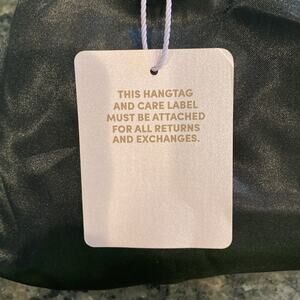 THIS HANGTAG
AND CARE LABEL
MUST BE ATTACHED
FOR ALL RETURNS
AND EXCHANGES.